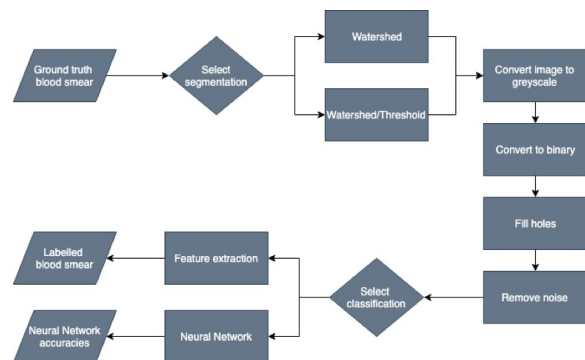 Ground truth
blood smear
Select
segmentation
Watershed
Watershed/Threshold
Convert image to
greyscale
Convert to binary
Fill holes
Remove noise
Select
classification
Feature extraction
Neural Network
Labelled
blood smear
Neural Network
accuracies